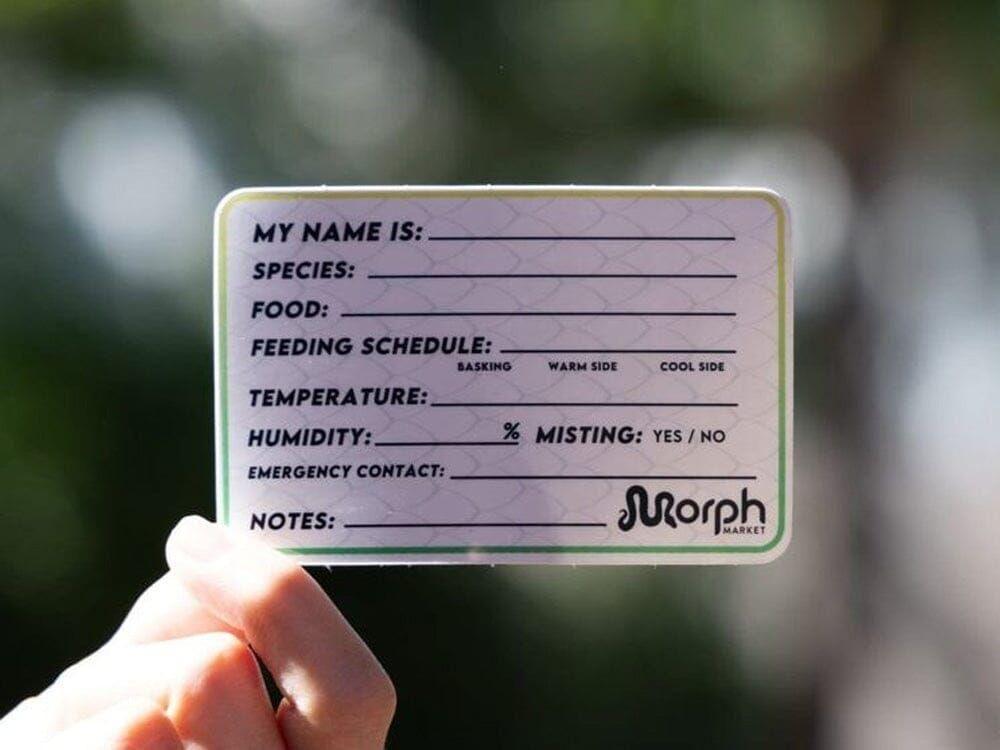 MY NAME IS:
SPECIES:
FOOD:
FEEDING SCHEDULE:
BASKING WARM SIDE COOL SIDE
TEMPERATURE:
HUMIDITY: % MISTING: YES / NO
EMERGENCY CONTACT:
NOTES:
Morph
MARKET